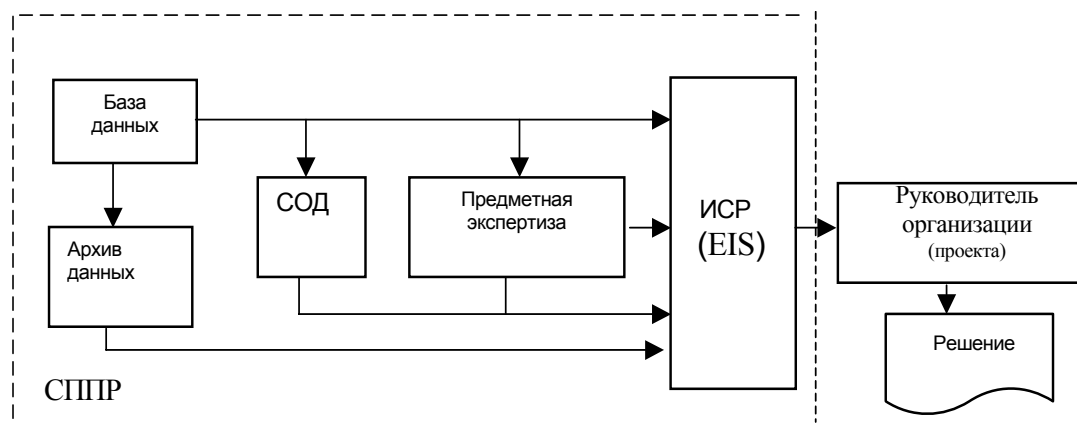 База
данных
СОД
Предметная
экспертиза
Архив
данных
ИСР
(EIS)
Руководитель
организации
(проекта)
Решение
СППР